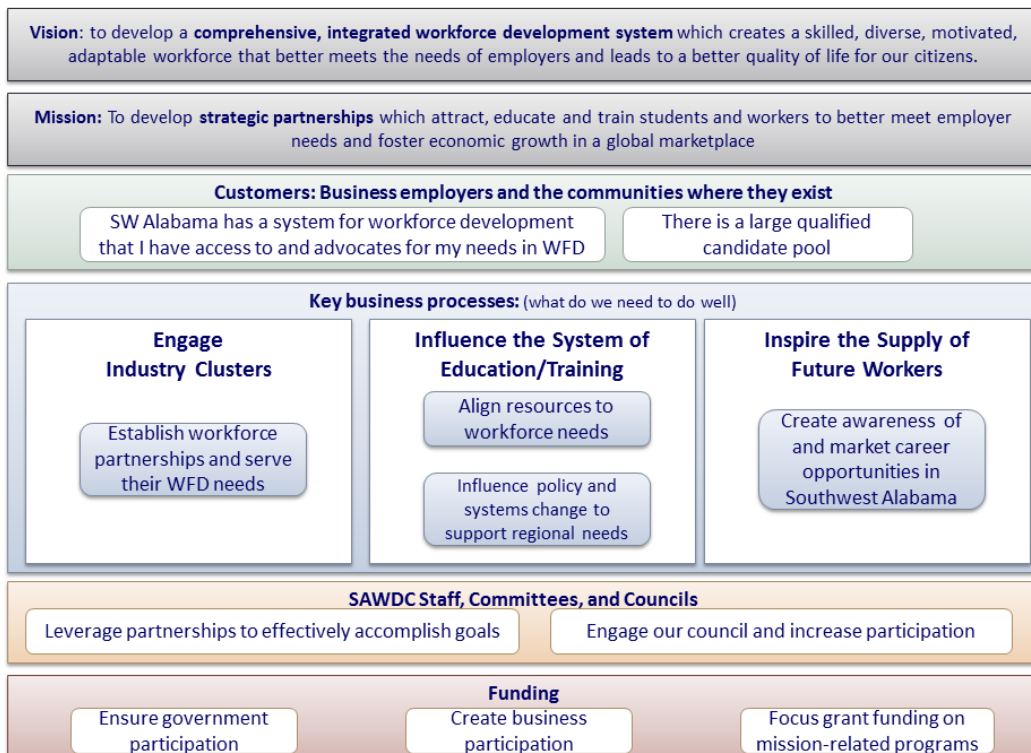 Vision: to develop a comprehensive, integrated workforce development system which creates a skilled, diverse, motivated,
adaptable workforce that better meets the needs of employers and leads to a better quality of life for our citizens.
Mission: To develop strategic partnerships which attract, educate and train students and workers to better meet employer
needs and foster economic growth in a global marketplace
Customers: Business employers and the communities where they exist
SW Alabama has a system for workforce development
that I have access to and advocates for my needs in WFD
There is a large qualified
candidate pool
Key business processes: (what do we need to do well)
Engage
Industry Clusters
Establish workforce
partnerships and serve
their WFD needs
Influence the System of
Education/Training
Align resources to
workforce needs
Influence policy and
systems change to
support regional needs
Inspire the Supply of
Future Workers
Create awareness of
and market career
opportunities in
Southwest Alabama
SAWDC Staff, Committees, and Councils
Leverage partnerships to effectively accomplish goals
Engage our council and increase participation
Funding
Ensure government
participation
Create business
participation
Focus grant funding on
mission-related programs